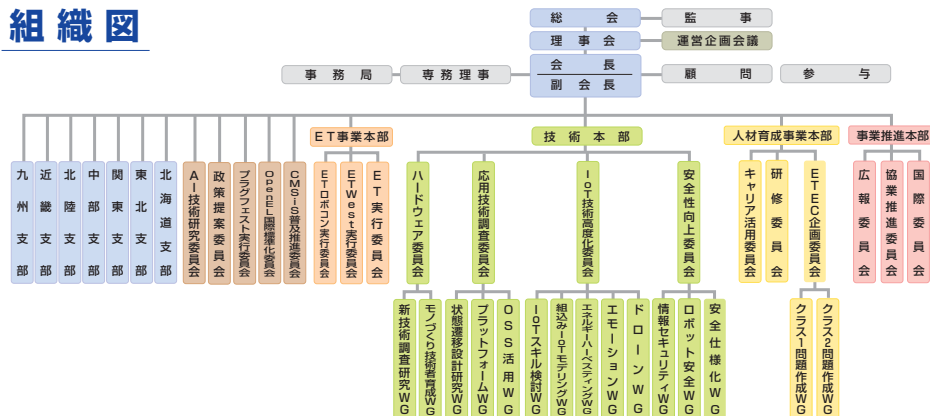 組織図
総会
監事
理事会
運営企画会議
事務局
専務理事
会長
副会長
顧問
参与
ET事業本部
技術本部
人材育成事業本部
事業推進本部
九州支部
近畿支部
北陸支部
中部支部
関東支部
東北支部
北海道支部
AI技術研究委員会
政策提案委員会
プラグフェスト実行委員会
OpenEL国際標準化委員会
CMSiS普及推進委員会
ETロボコン実行委員会
ETWest実行委員会
ET実行委員会
ハードウェア委員会
応用技術調査委員会
IoT技術高度化委員会
安全性向上委員会
キャリア活用委員会
研修委員会
ETEC企画委員会
広報委員会
協業推進委員会
国際委員会
新技術調査研究WG
モノづくり技術者育成WG
状態遷移設計研究WG
プラットフォームWG
OSS活用WG
IoTスキル検討WG
組込みIoTモデリングWG
エネルギーハーベスティングWG
エモーションWG
ドローンWG
情報セキュリティWG
ロボット安全WG
安全仕様化WG
クラス1問題作成WG
クラス2問題作成WG